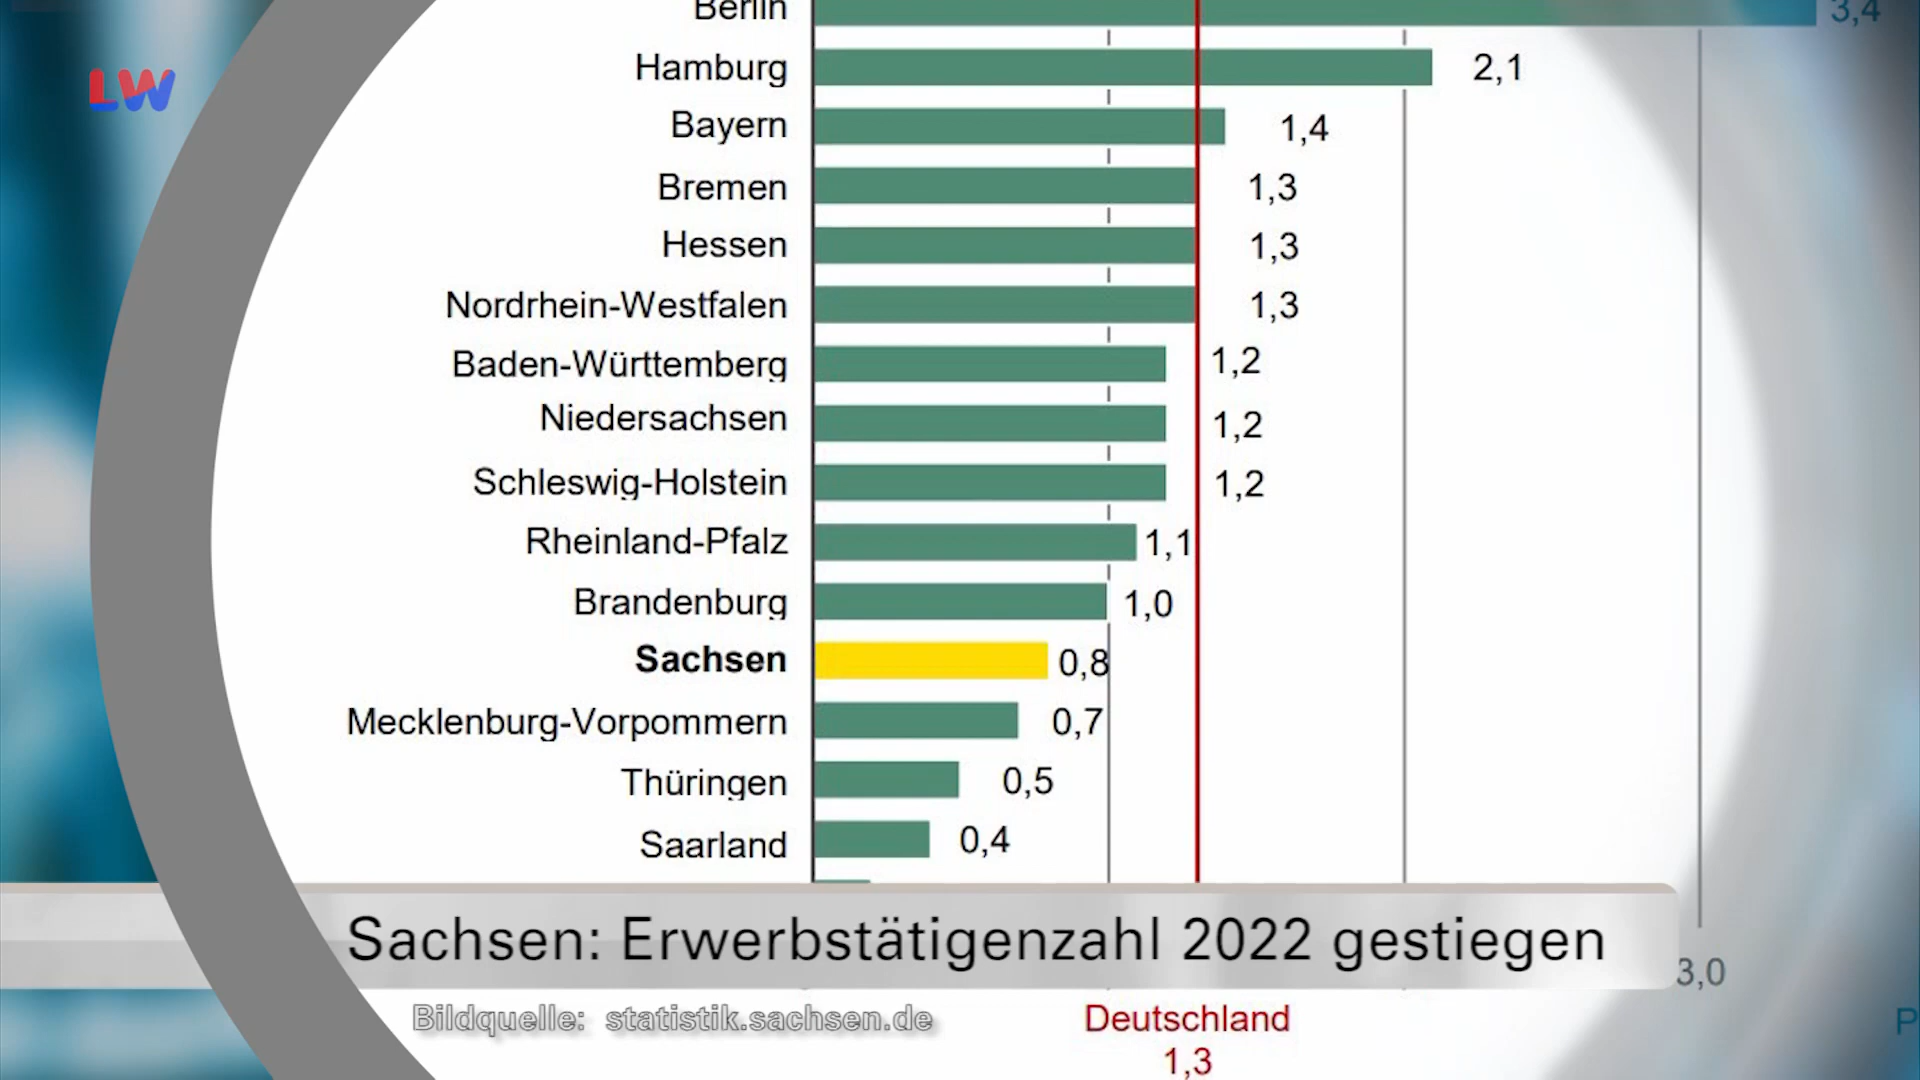 Berlin 3,4
LW
Hamburg 2,1
Bayern 1,4
Bremen 1,3
Hessen 1,3
Nordrhein-Westfalen 1,3
Baden-Württemberg 1,2
Niedersachsen 1,2
Schleswig-Holstein 1,2
Rheinland-Pfalz 1,1
Brandenburg 1,0
Sachsen 0,8
Mecklenburg-Vorpommern 0,7
Thüringen 0,5
Saarland 0,4
Sachsen: Erwerbstätigenzahl 2022 gestiegen
3,0
Bildquelle: statistik.sachsen.de
Deutschland
1,3